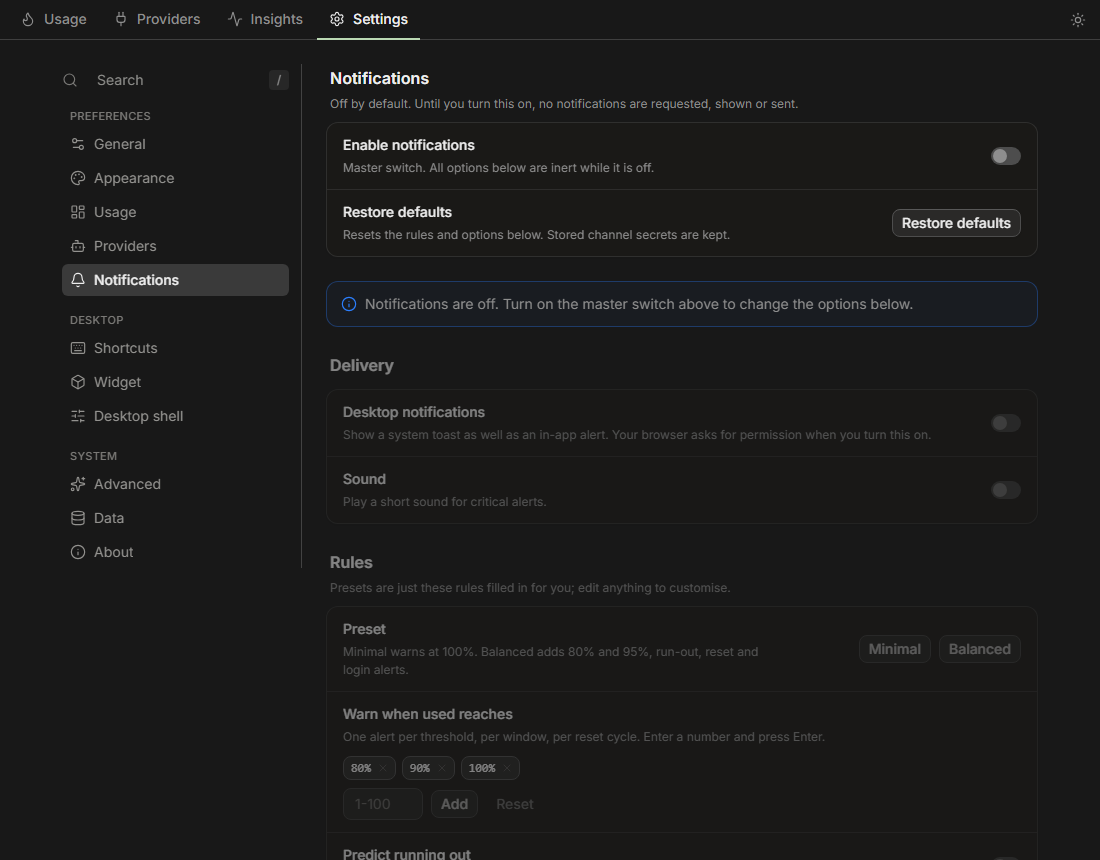 Usage
Providers
Insights
Settings
Search
/
PREFERENCES
General
Appearance
Usage
Providers
Notifications
DESKTOP
Shortcuts
Widget
Desktop shell
SYSTEM
Advanced
Data
About
Notifications
Off by default. Until you turn this on, no notifications are requested, shown or sent.
Enable notifications
Master switch. All options below are inert while it is off.
Restore defaults
Resets the rules and options below. Stored channel secrets are kept.
Restore defaults
Notifications are off. Turn on the master switch above to change the options below.
Delivery
Desktop notifications
Show a system toast as well as an in-app alert. Your browser asks for permission when you turn this on.
Sound
Play a short sound for critical alerts.
Rules
Presets are just these rules filled in for you; edit anything to customise.
Preset
Minimal warns at 100%. Balanced adds 80% and 95%, run-out, reset and
login alerts.
Minimal
Balanced
Warn when used reaches
One alert per threshold, per window, per reset cycle. Enter a number and press Enter.
80% ×
90% ×
100% ×
1-100
Add
Reset
Predict running out